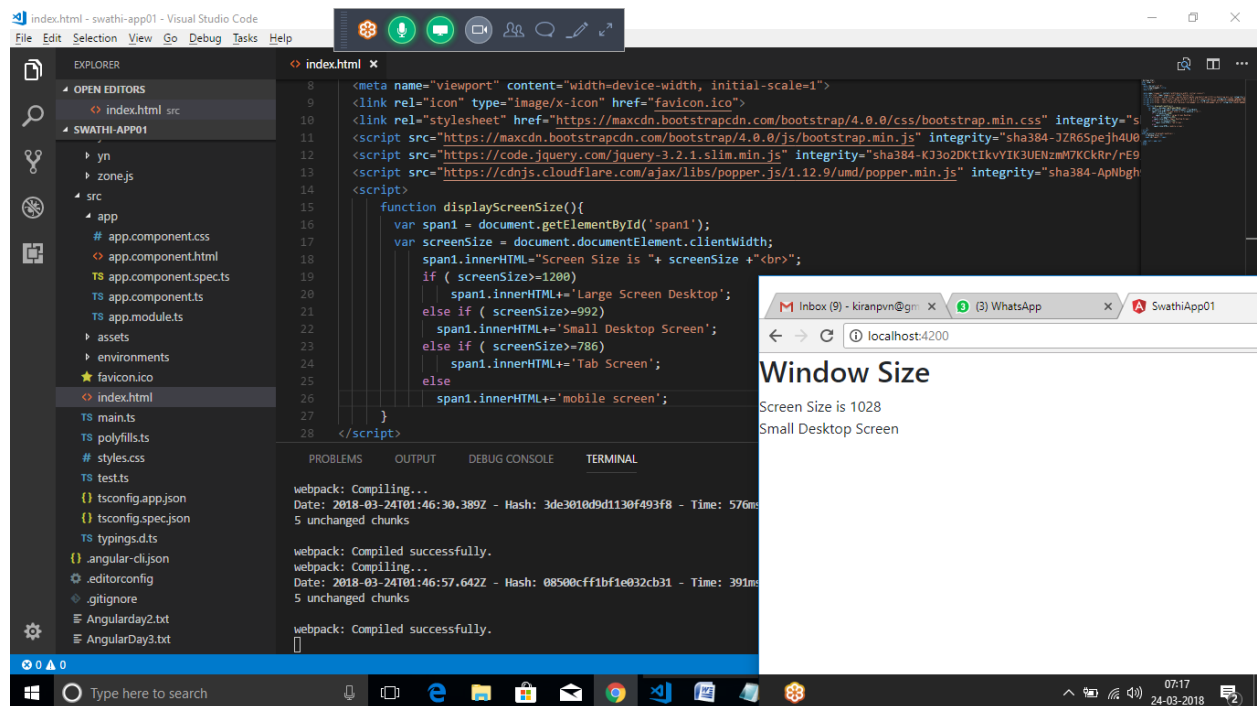 index.html - swathi-app01 - Visual Studio Code
File Edit Selection View Go Debug Tasks Help
EXPLORER
OPEN EDITORS
index.html src
SWATHI-APP01
yn
zone.js
src
app
app.component.css
app.component.html
TS app.component.spec.ts
TS app.component.ts
TS app.module.ts
assets
environments
favicon.ico
index.html
TS main.ts
TS polyfills.ts
# styles.css
TS test.ts
{} tsconfig.app.json
{} tsconfig.spec.json
TS typings.d.ts
{} .angular-cli.json
.editorconfig
.gitignore
Angularday2.txt
AngularDay3.txt
index.html
8 <meta name="viewport" content="width=device-width, initial-scale=1">
9 <link rel="icon" type="image/x-icon" href="favicon.ico">
10 <link rel="stylesheet" href="https://maxcdn.bootstrapcdn.com/bootstrap/4.0.0/css/bootstrap.min.css" integrity="s
11 <script src="https://maxcdn.bootstrapcdn.com/bootstrap/4.0.0/js/bootstrap.min.js" integrity="sha384-JZR6Spejh4U0
12 <script src="https://code.jquery.com/jquery-3.2.1.slim.min.js" integrity="sha384-KJ3o2DKtIkvYIK3UENzmM7KCkRr/rE9
13 <script src="https://cdnjs.cloudflare.com/ajax/libs/popper.js/1.12.9/umd/popper.min.js" integrity="sha384-ApNbgh
14 <script>
15 function displayScreenSize(){
16 var span1 = document.getElementById('span1');
17 var screenSize = document.documentElement.clientWidth;
18 span1.innerHTML="Screen Size is "+ screenSize +"<br>";
19 if ( screenSize>=1200)
20 span1.innerHTML+='Large Screen Desktop';
21 else if ( screenSize>=992)
22 span1.innerHTML+='Small Desktop Screen';
23 else if ( screenSize>=786)
24 span1.innerHTML+='Tab Screen';
25 else
26 span1.innerHTML+='mobile screen';
27 }
28 </script>
PROBLEMS OUTPUT DEBUG CONSOLE TERMINAL
webpack: Compiling...
Date: 2018-03-24T01:46:30.389Z - Hash: 3de3010d9d1130f493f8 - Time: 576ms
5 unchanged chunks
webpack: Compiled successfully.
webpack: Compiling...
Date: 2018-03-24T01:46:57.642Z - Hash: 08500cff1bf1e032cb31 - Time: 391ms
5 unchanged chunks
webpack: Compiled successfully.
Inbox (9) - kiranpvn@gm
3 (3) WhatsApp
SwathiApp01
localhost:4200
Window Size
Screen Size is 1028
Small Desktop Screen
0 0
Type here to search
07:17
24-03-2018
2